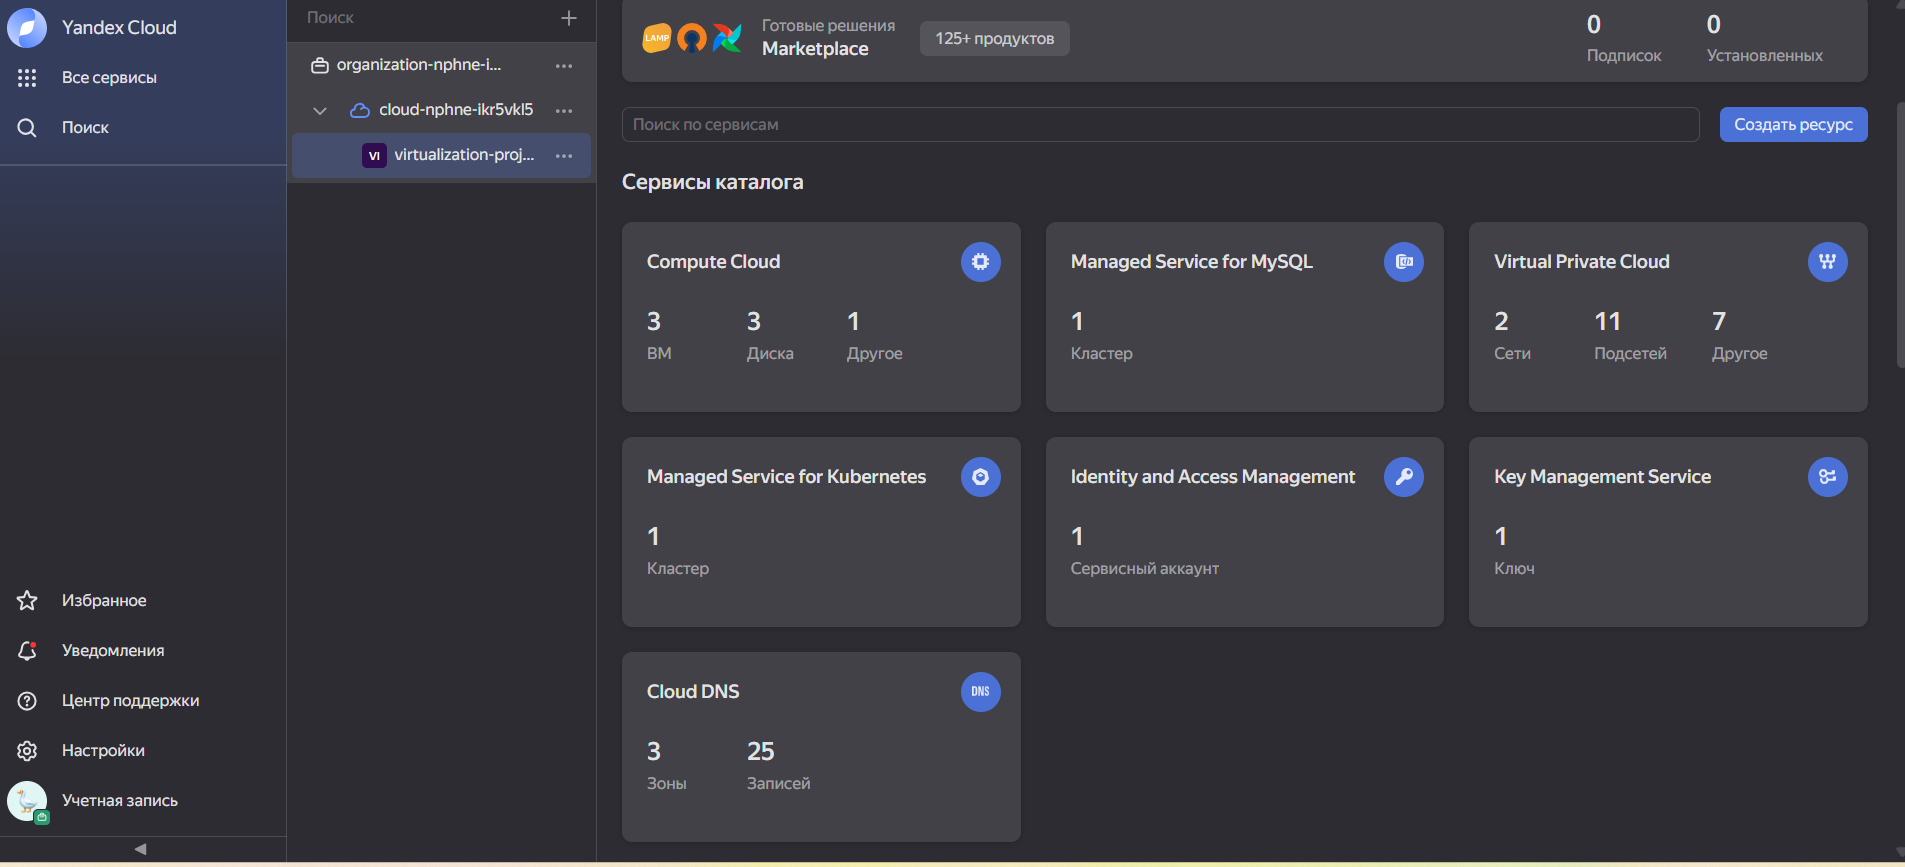 Yandex Cloud
Все сервисы
Поиск
Избранное
Уведомления
Центр поддержки
Настройки
Учетная запись
Поиск
organization-nphne-i...
cloud-nphne-ikr5vkl5
VI virtualization-proj...
LAMP
Готовые решения
Marketplace
125+ продуктов
0 0
Подписок Установленных
Поиск по сервисам
Создать ресурс
Сервисы каталога
Compute Cloud
3 3 1
ВМ Диска Другое
Managed Service for MySQL
1
Кластер
Virtual Private Cloud
2 11 7
Сети Подсетей Другое
Managed Service for Kubernetes
1
Кластер
Identity and Access Management
1
Сервисный аккаунт
Key Management Service
1
Ключ
Cloud DNS
DNS
3 25
Зоны Записей